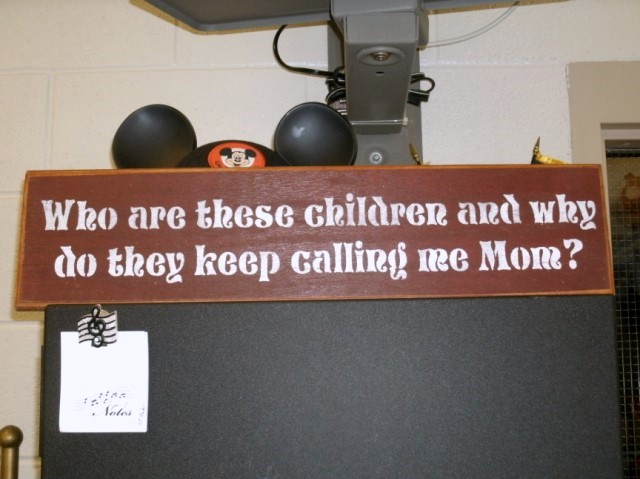 Who are these children and why
do they keep calling me Mom?
Notes